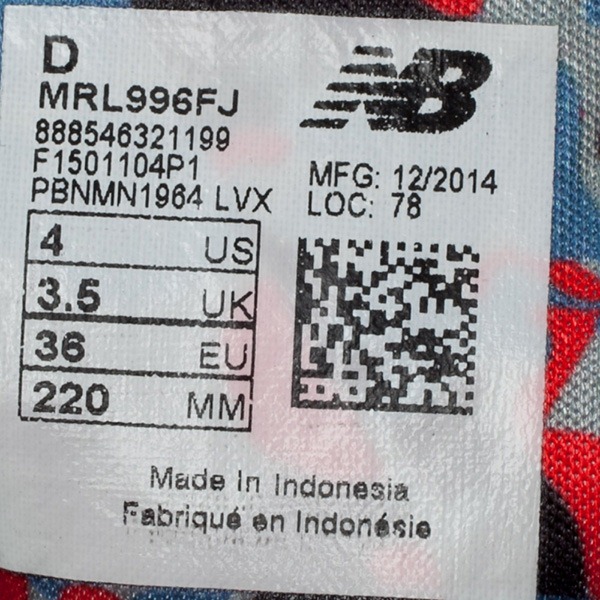 D
MRL996FJ
888546321199
F1501104P1
PBNMN1964 LVX
4 US
3.5 UK
36 EU
220 MM
NB
MFG: 12/2014
LOC: 78
Made In Indonesia
Fabriqué en Indonésie